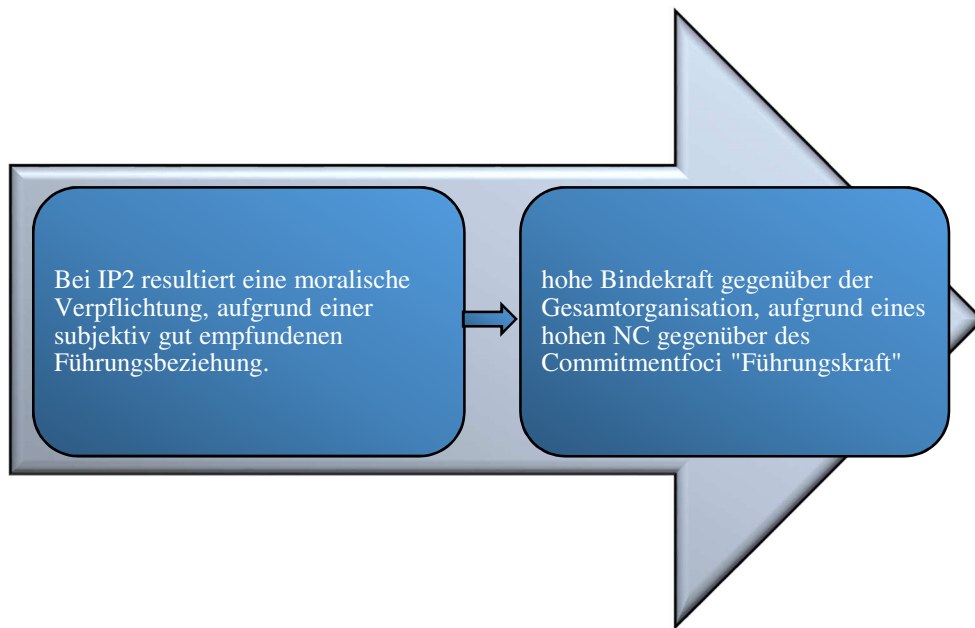 Bei IP2 resultiert eine moralische
Verpflichtung, aufgrund einer
subjektiv gut empfundenen
Führungsbeziehung.
hohe Bindekraft gegenüber der
Gesamtorganisation, aufgrund eines
hohen NC gegenüber des
Commitmentfoci "Führungskraft"